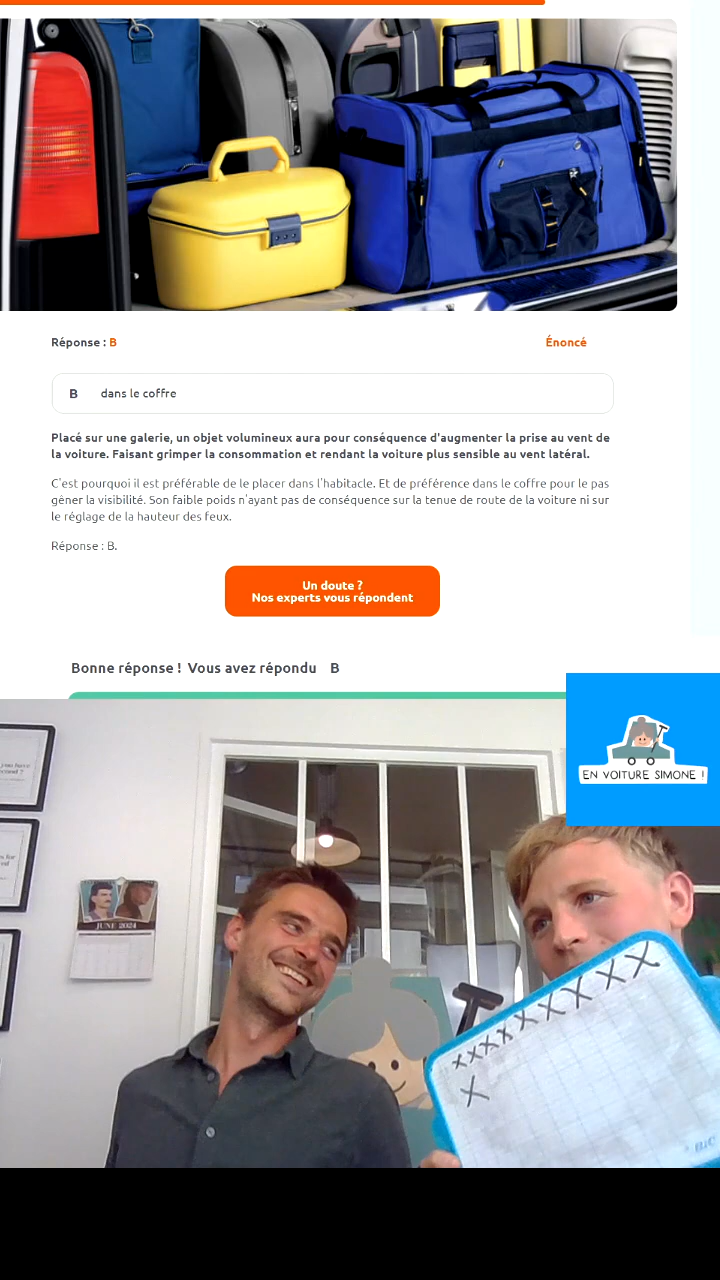 Réponse : B
Énoncé
B dans le coffre
Placé sur une galerie, un objet volumineux aura pour conséquence d'augmenter la prise au vent de
la voiture. Faisant grimper la consommation et rendant la voiture plus sensible au vent latéral.
C'est pourquoi il est préférable de le placer dans l'habitacle. Et de préférence dans le coffre pour le pas
gêner la visibilité. Son faible poids n'ayant pas de conséquence sur la tenue de route de la voiture ni sur
le réglage de la hauteur des feux.
Réponse : B.
Un doute ?
Nos experts vous répondent
Bonne réponse ! Vous avez répondu B
EN VOITURE SIMONE !
JUNE 2024
XXXXXXXXXXX
X
BIC